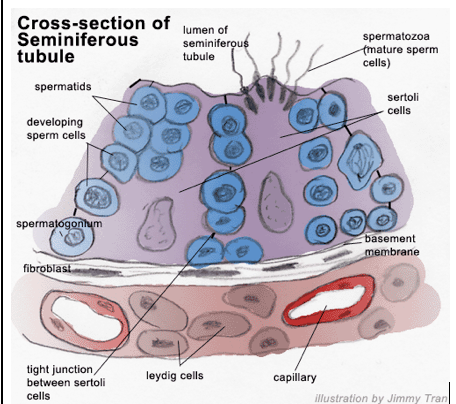 Cross-section of
Seminiferous
tubule
lumen of
seminiferous
tubule
spermatozoa
(mature sperm
cells)
spermatids
sertoli
cells
developing
sperm cells
spermatogonium
basement
membrane
fibroblast
tight junction
between sertoli
cells
leydig cells
capillary
illustration by Jimmy Tran